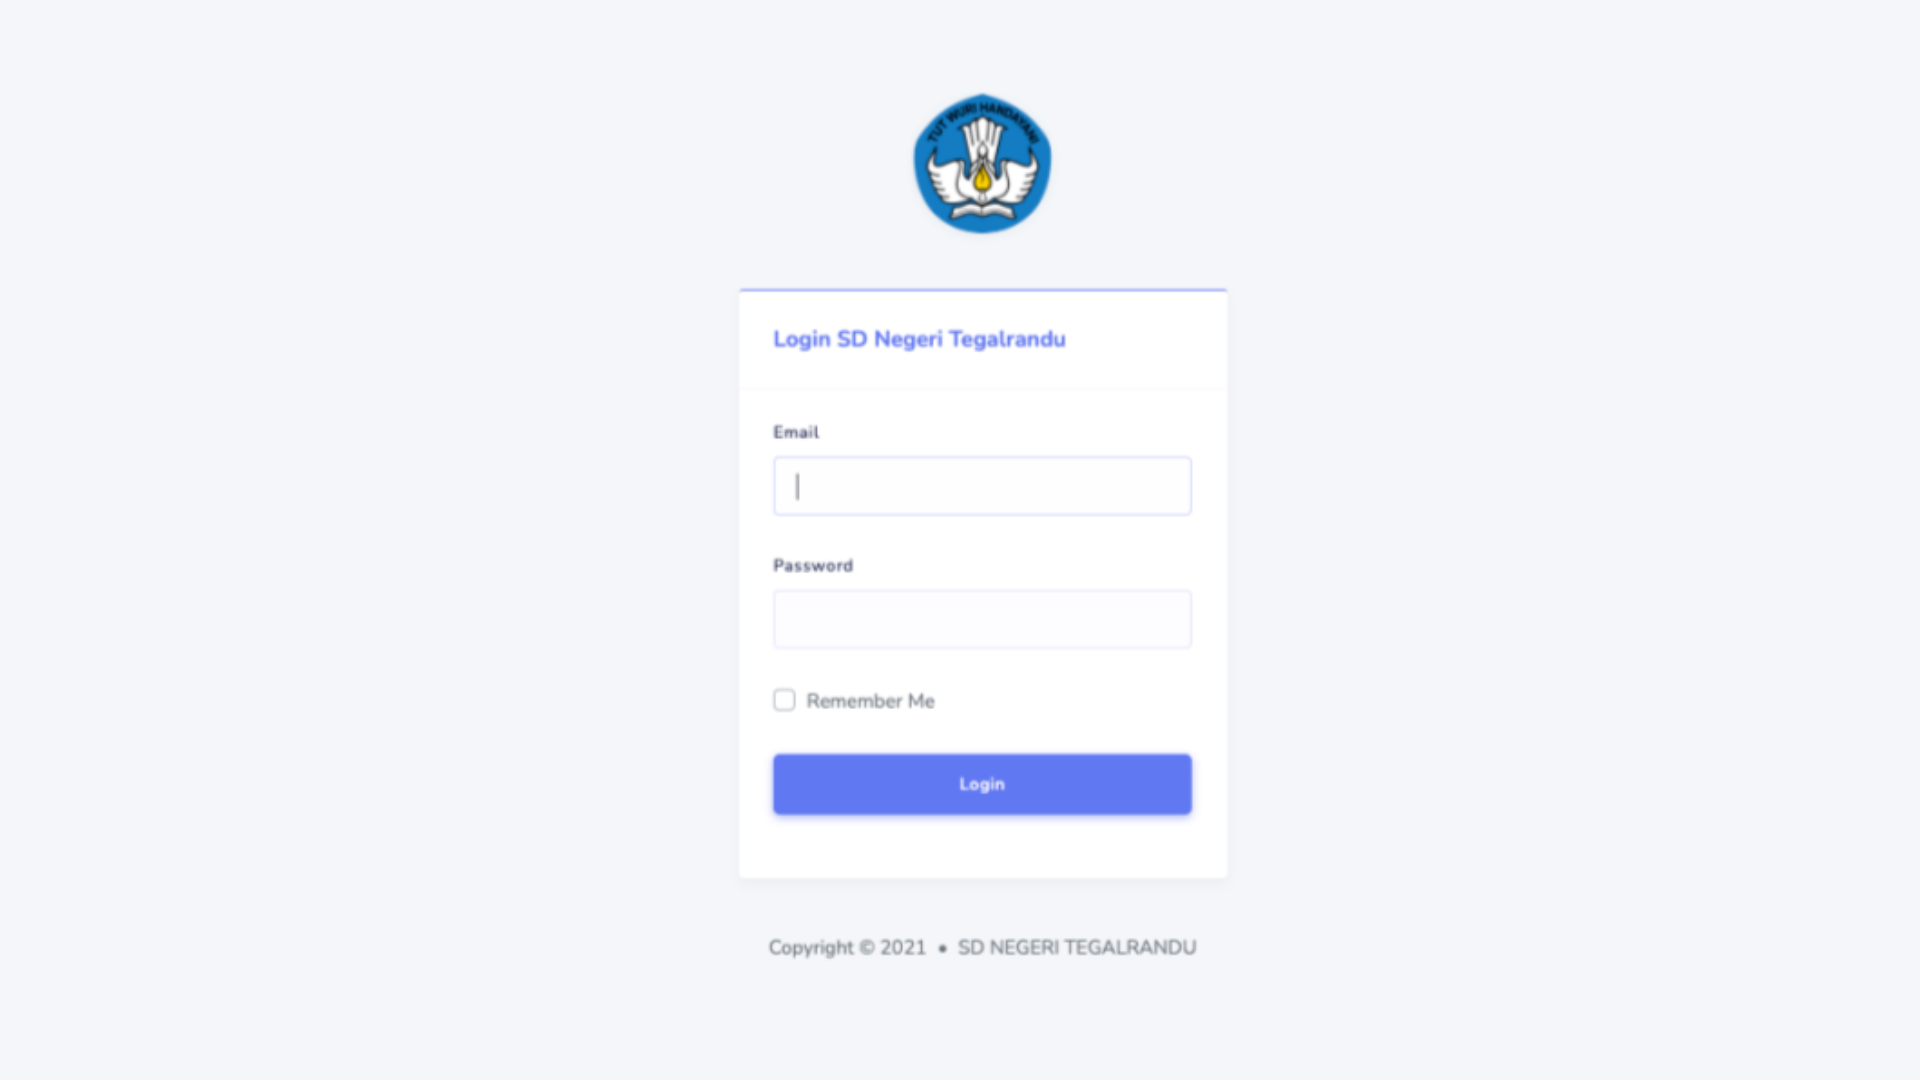 TUT WURI HANDAYANI
Login SD Negeri Tegalrandu
Email
Password
Remember Me
Login
Copyright © 2021 • SD NEGERI TEGALRANDU